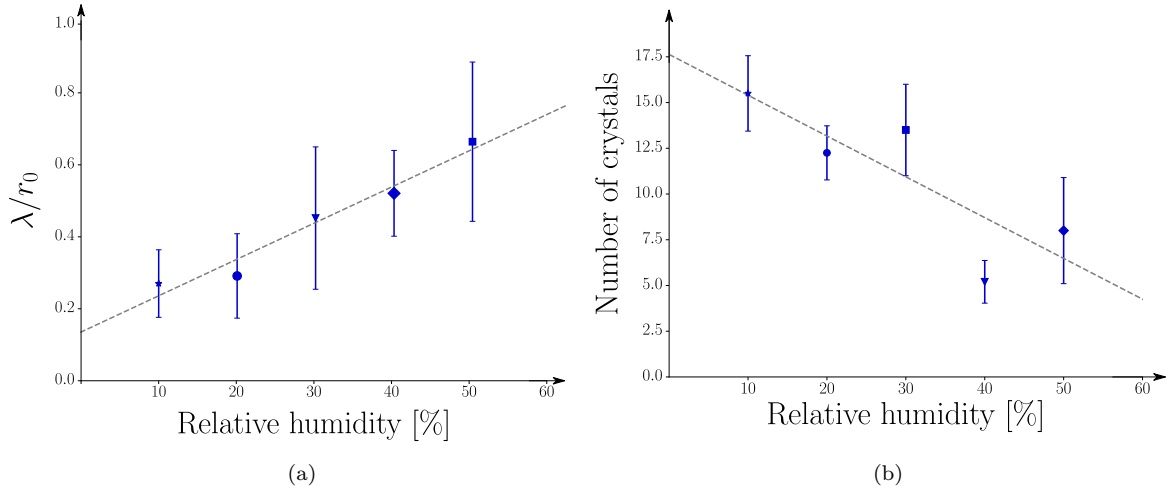 1.0
0.8
0.6
0.4
0.2
0.0
λ/r₀
10 20 30 40 50 60
Relative humidity [%]
(a)
17.5
15.0
12.5
10.0
7.5
5.0
2.5
0.0
Number of crystals
10 20 30 40 50 60
Relative humidity [%]
(b)